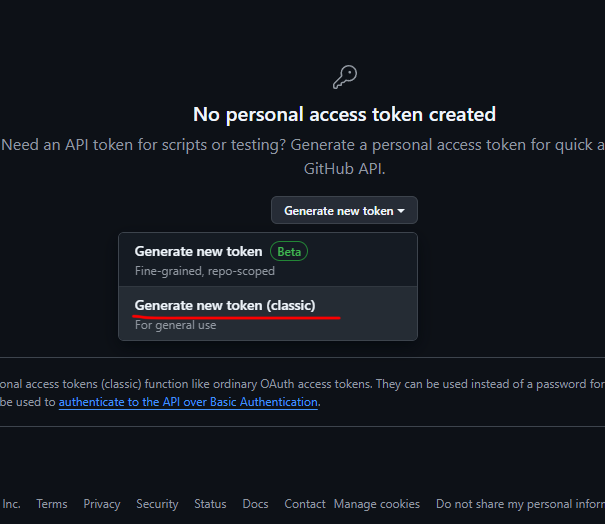 No personal access token created
Need an API token for scripts or testing? Generate a personal access token for quick a
GitHub API.
Generate new token
Generate new token Beta
Fine-grained, repo-scoped
Generate new token (classic)
For general use
onal access tokens (classic) function like ordinary OAuth access tokens. They can be used instead of a password for
be used to authenticate to the API over Basic Authentication.
Inc. Terms Privacy Security Status Docs Contact Manage cookies Do not share my personal infor